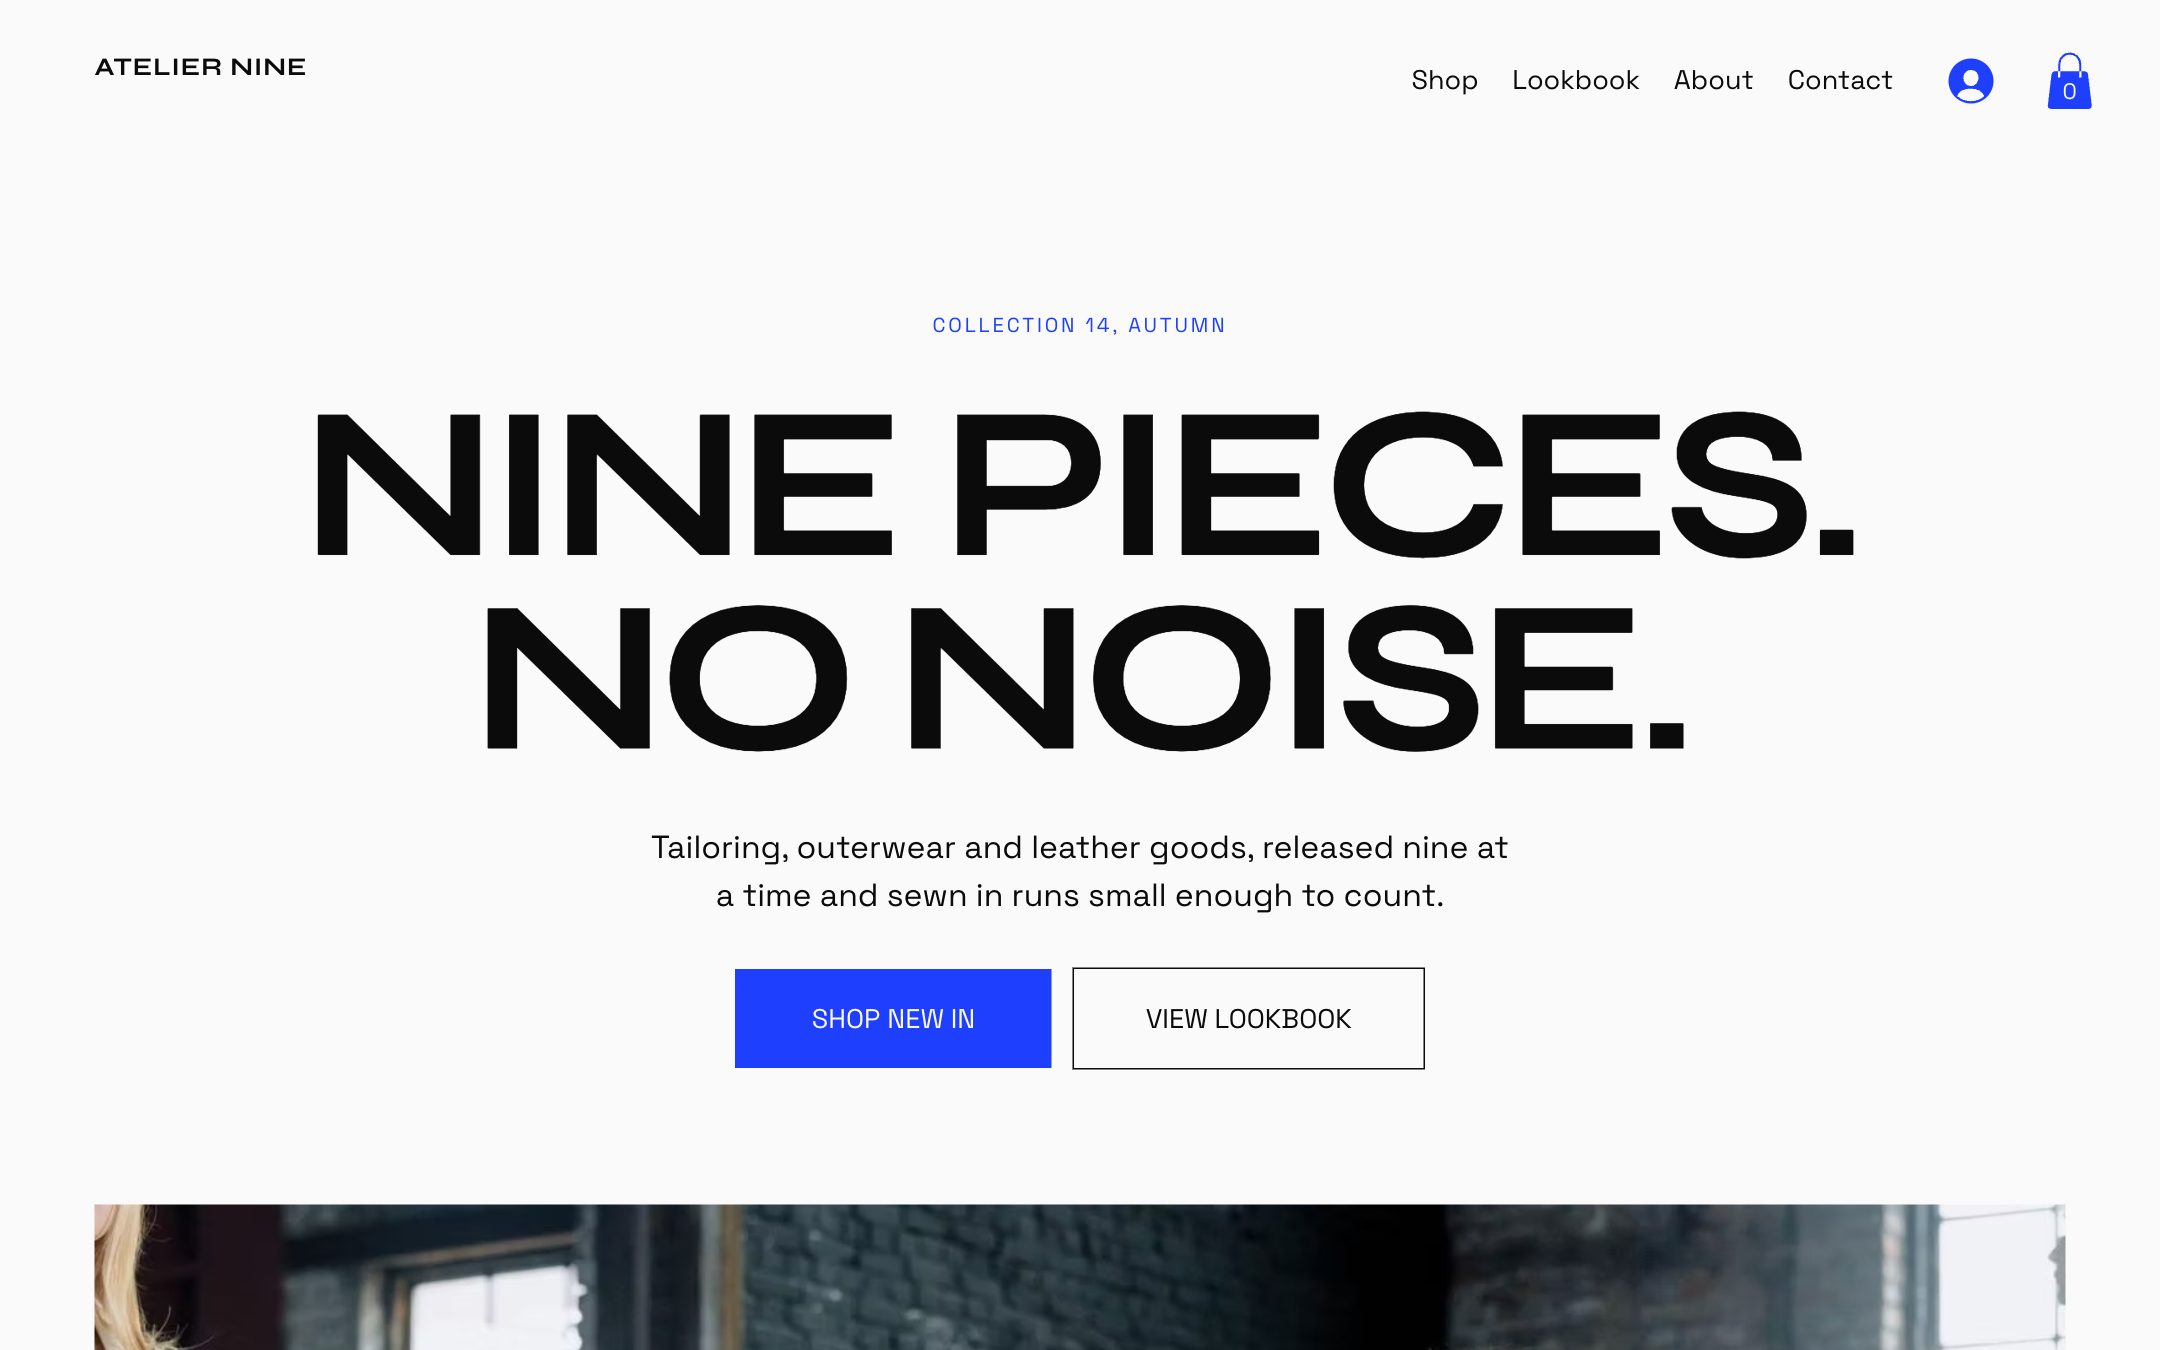 ATELIER NINE
Shop Lookbook About Contact
0
COLLECTION 14, AUTUMN
NINE PIECES.
NO NOISE.
Tailoring, outerwear and leather goods, released nine at
a time and sewn in runs small enough to count.
SHOP NEW IN
VIEW LOOKBOOK